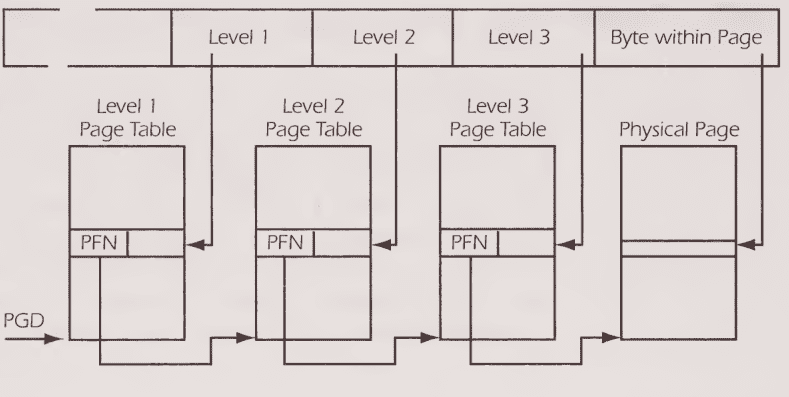 Level 1
Level 2
Level 3
Byte within Page
Level 1
Page Table
Level 2
Page Table
Level 3
Page Table
Physical Page
PFN
PFN
PFN
PGD